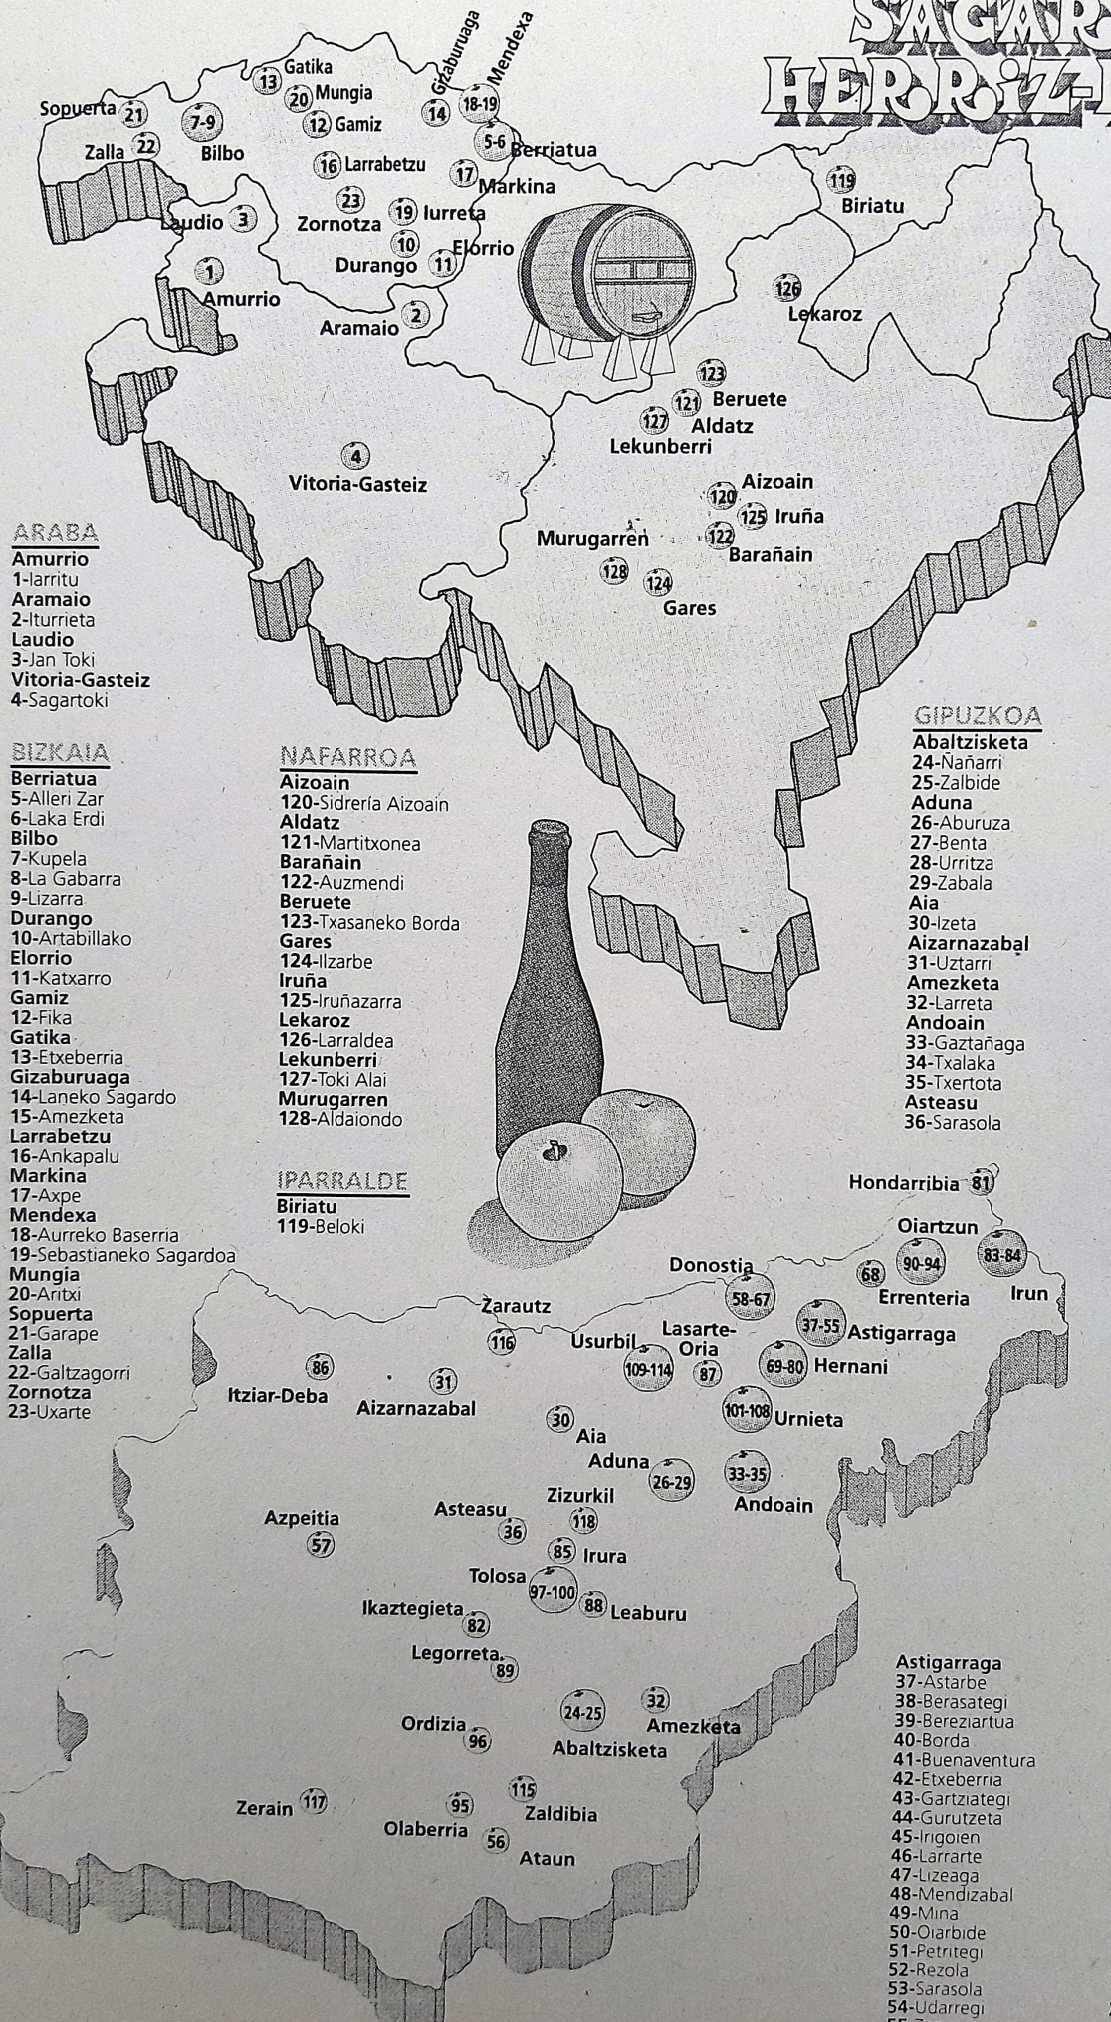 HERRIZ-
Gizaburuaga
Mendexa
Gatika
13
Mungia
20
Gamiz
12
14
18-19
Sopuerta 21
7-9
Bilbo
Zalla 22
5-6
Berriatua
16 Larrabetzu
17
Markina
23
Zornotza
19 Iurreta
Laudio 3
10
Durango
Elorrio
11
119
Biriatu
1
Amurrio
Aramaio 2
126
Lekaroz
123
Beruete
121
Aldatz
127
Lekunberri
4
Vitoria-Gasteiz
Aizoain
120
125 Iruña
122
Barañain
Murugarren
128
124
Gares
ARABA
Amurrio
1-Iarritu
Aramaio
2-Iturrieta
Laudio
3-Jan Toki
Vitoria-Gasteiz
4-Sagartoki
BIZKAIA
Berriatua
5-Alleri Zar
6-Laka Erdi
Bilbo
7-Kupela
8-La Gabarra
9-Lizarra
Durango
10-Artabillako
Elorrio
11-Katxarro
Gamiz
12-Fika
Gatika
13-Etxeberria
Gizaburuaga
14-Laneko Sagardo
15-Amezketa
Larrabetzu
16-Ankapalu
Markina
17-Axpe
Mendexa
18-Aurreko Baserria
19-Sebastianeko Sagardoa
Mungia
20-Aritxi
Sopuerta
21-Garape
Zalla
22-Galtzagorri
Zornotza
23-Uxarte
NAFARROA
Aizoain
120-Sidrería Aizoain
Aldatz
121-Martitxonea
Barañain
122-Auzmendi
Beruete
123-Txasaneko Borda
Gares
124-Ilzarbe
Iruña
125-Iruñazarra
Lekaroz
126-Larraldea
Lekunberri
127-Toki Alai
Murugarren
128-Aldaiondo
IPARRALDE
Biriatu
119-Beloki
GIPUZKOA
Abaltzisketa
24-Ñañarri
25-Zalbide
Aduna
26-Aburuza
27-Benta
28-Urritza
29-Zabala
Aia
30-Izeta
Aizarnazabal
31-Uztarri
Amezketa
32-Larreta
Andoain
33-Gaztañaga
34-Txalaka
35-Txertota
Asteasu
36-Sarasola
Hondarribia 81
Oiartzun
90-94
83-84
Irun
Donostia
58-67
68
Errenteria
Zarautz
116
Usurbil
109-114
Lasarte-
Oria
87
37-55 Astigarraga
69-80 Hernani
86
Itziar-Deba
31
Aizarnazabal
101-108 Urnieta
30
Aia
Aduna
26-29
33-35
Andoain
Zizurkil
118
Asteasu
36
Azpeitia
57
85 Irura
Tolosa
97-100
88 Leaburu
Ikaztegieta
82
Legorreta
89
24-25
Abaltzisketa
32
Amezketa
Ordizia
96
Zerain 117
95
Olaberria
115
Zaldibia
56
Ataun
Astigarraga
37-Astarbe
38-Berasategi
39-Bereziartua
40-Borda
41-Buenaventura
42-Etxeberria
43-Gartziategi
44-Gurutzeta
45-Irigoien
46-Larrarte
47-Lizeaga
48-Mendizabal
49-Mina
50-Oiarbide
51-Petritegi
52-Rezola
53-Sarasola
54-Udarregi